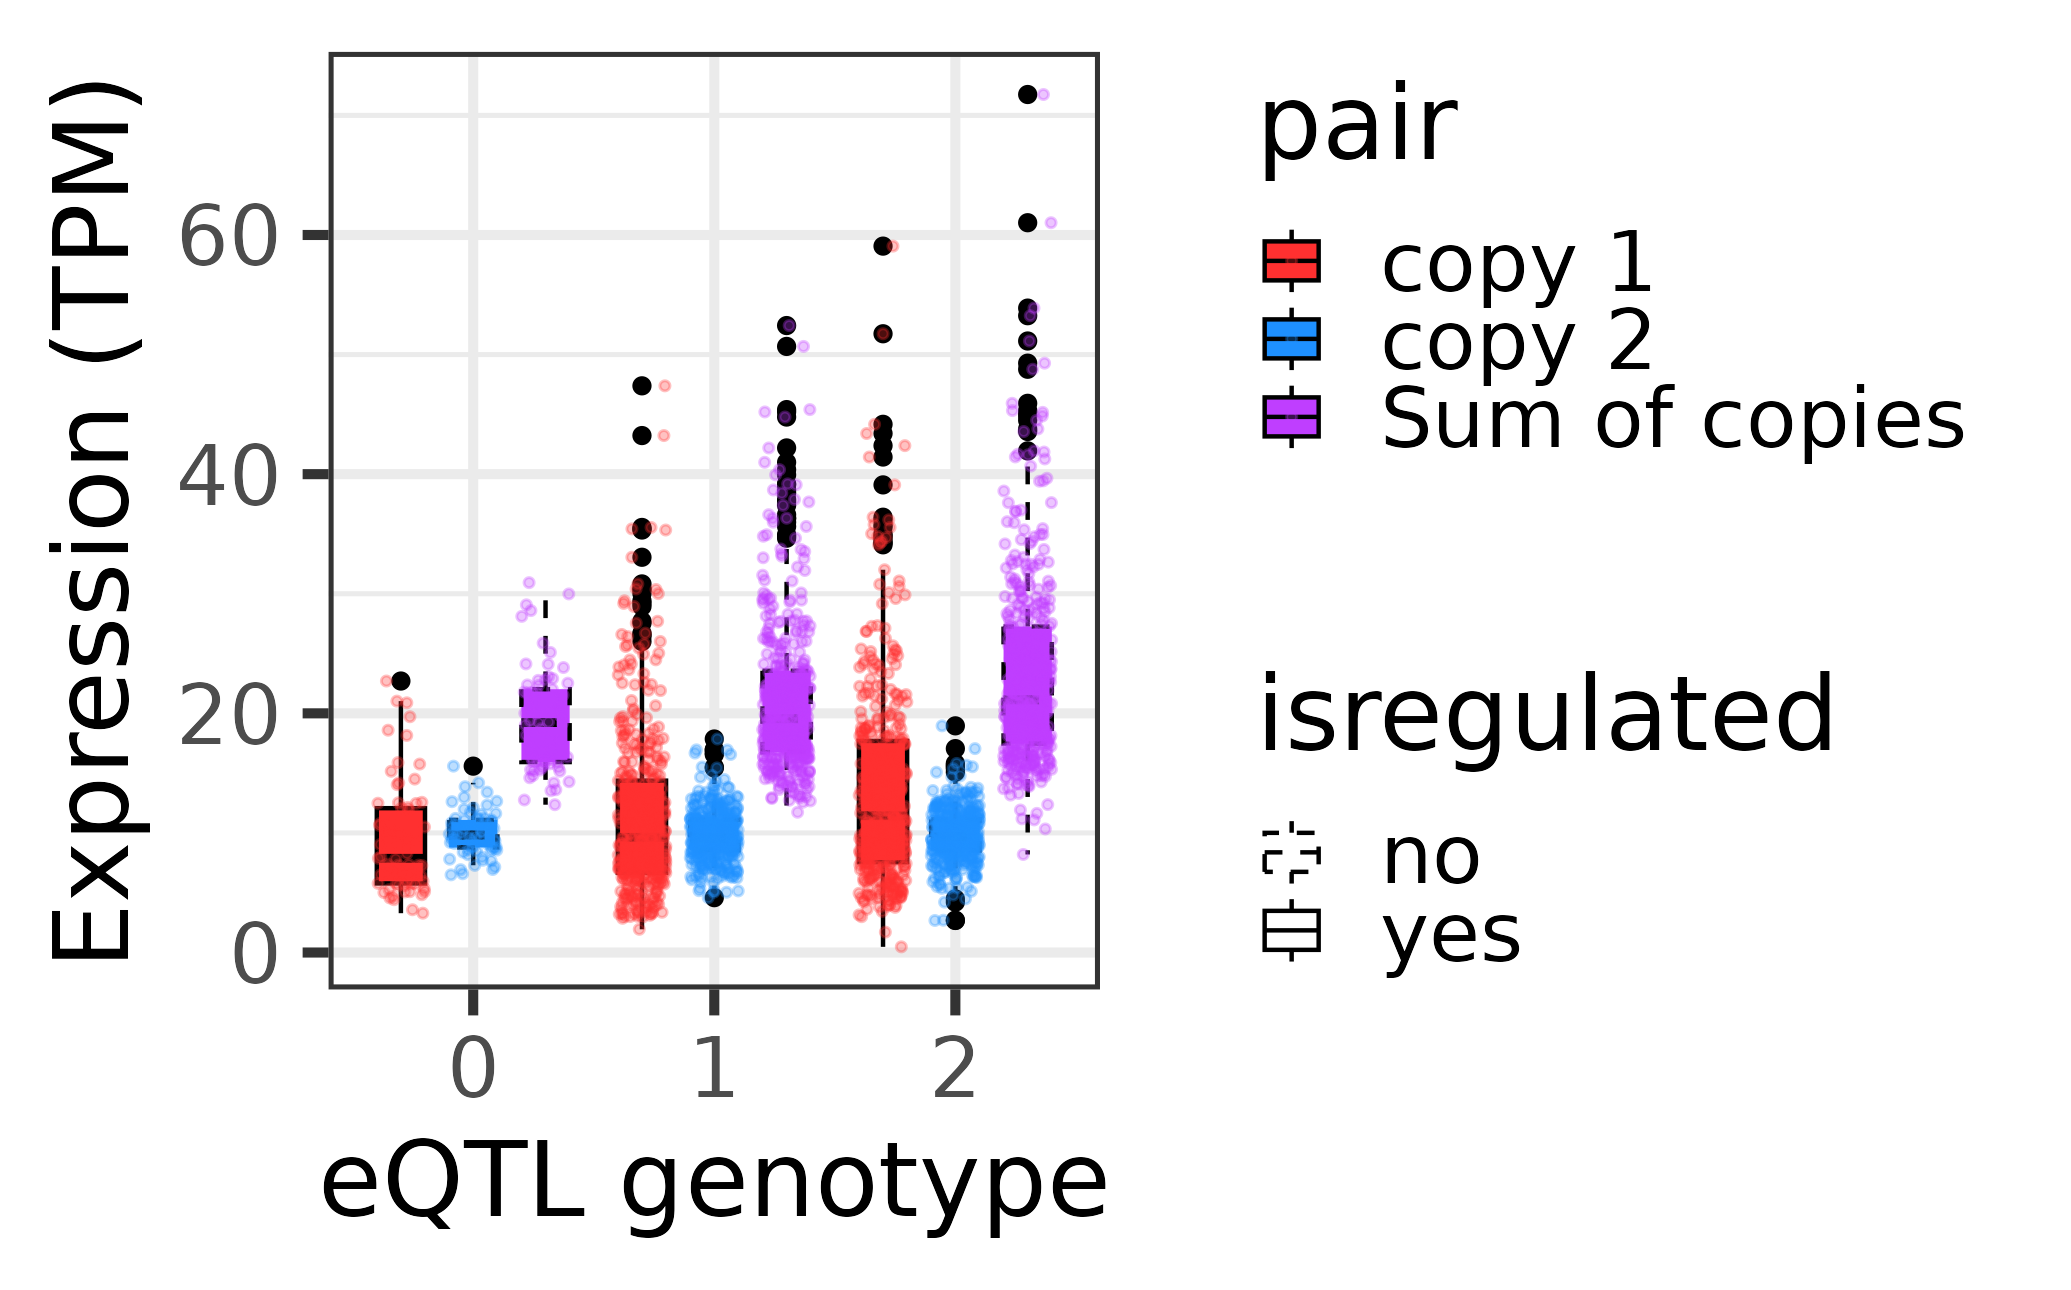 Expression (TPM)
60
40
20
0
0 1 2
eQTL genotype
pair
copy 1
copy 2
Sum of copies
isregulated
no
yes